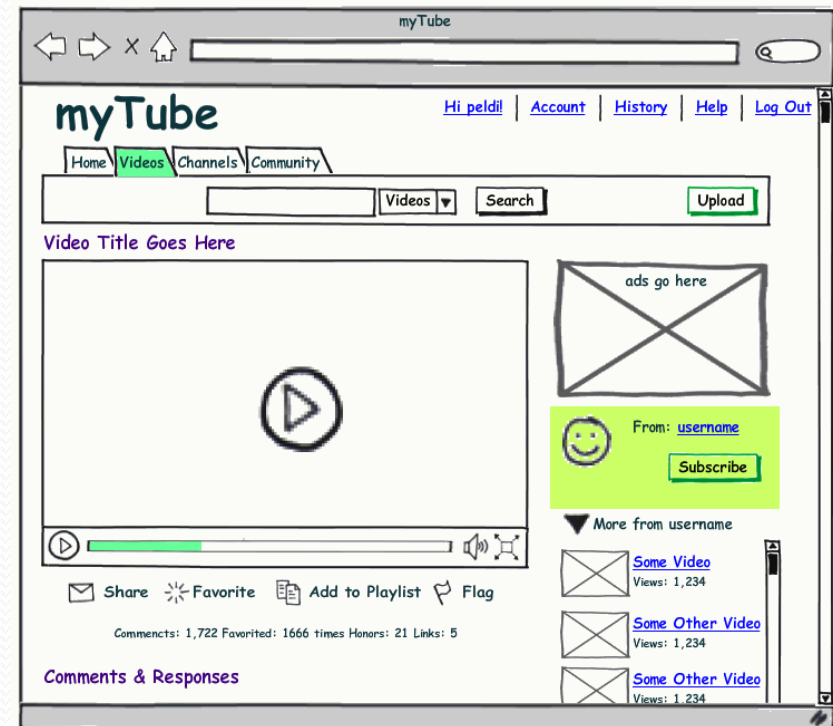 myTube
myTube
Hi peldi! Account History Help Log Out
Home Videos Channels Community
Videos Search Upload
Video Title Goes Here
ads go here
From: username
Subscribe
More from username
Some Video
Views: 1,234
Some Other Video
Views: 1,234
Some Other Video
Views: 1,234
Share Favorite Add to Playlist Flag
Commencts: 1,722 Favorited: 1666 times Honors: 21 Links: 5
Comments & Responses